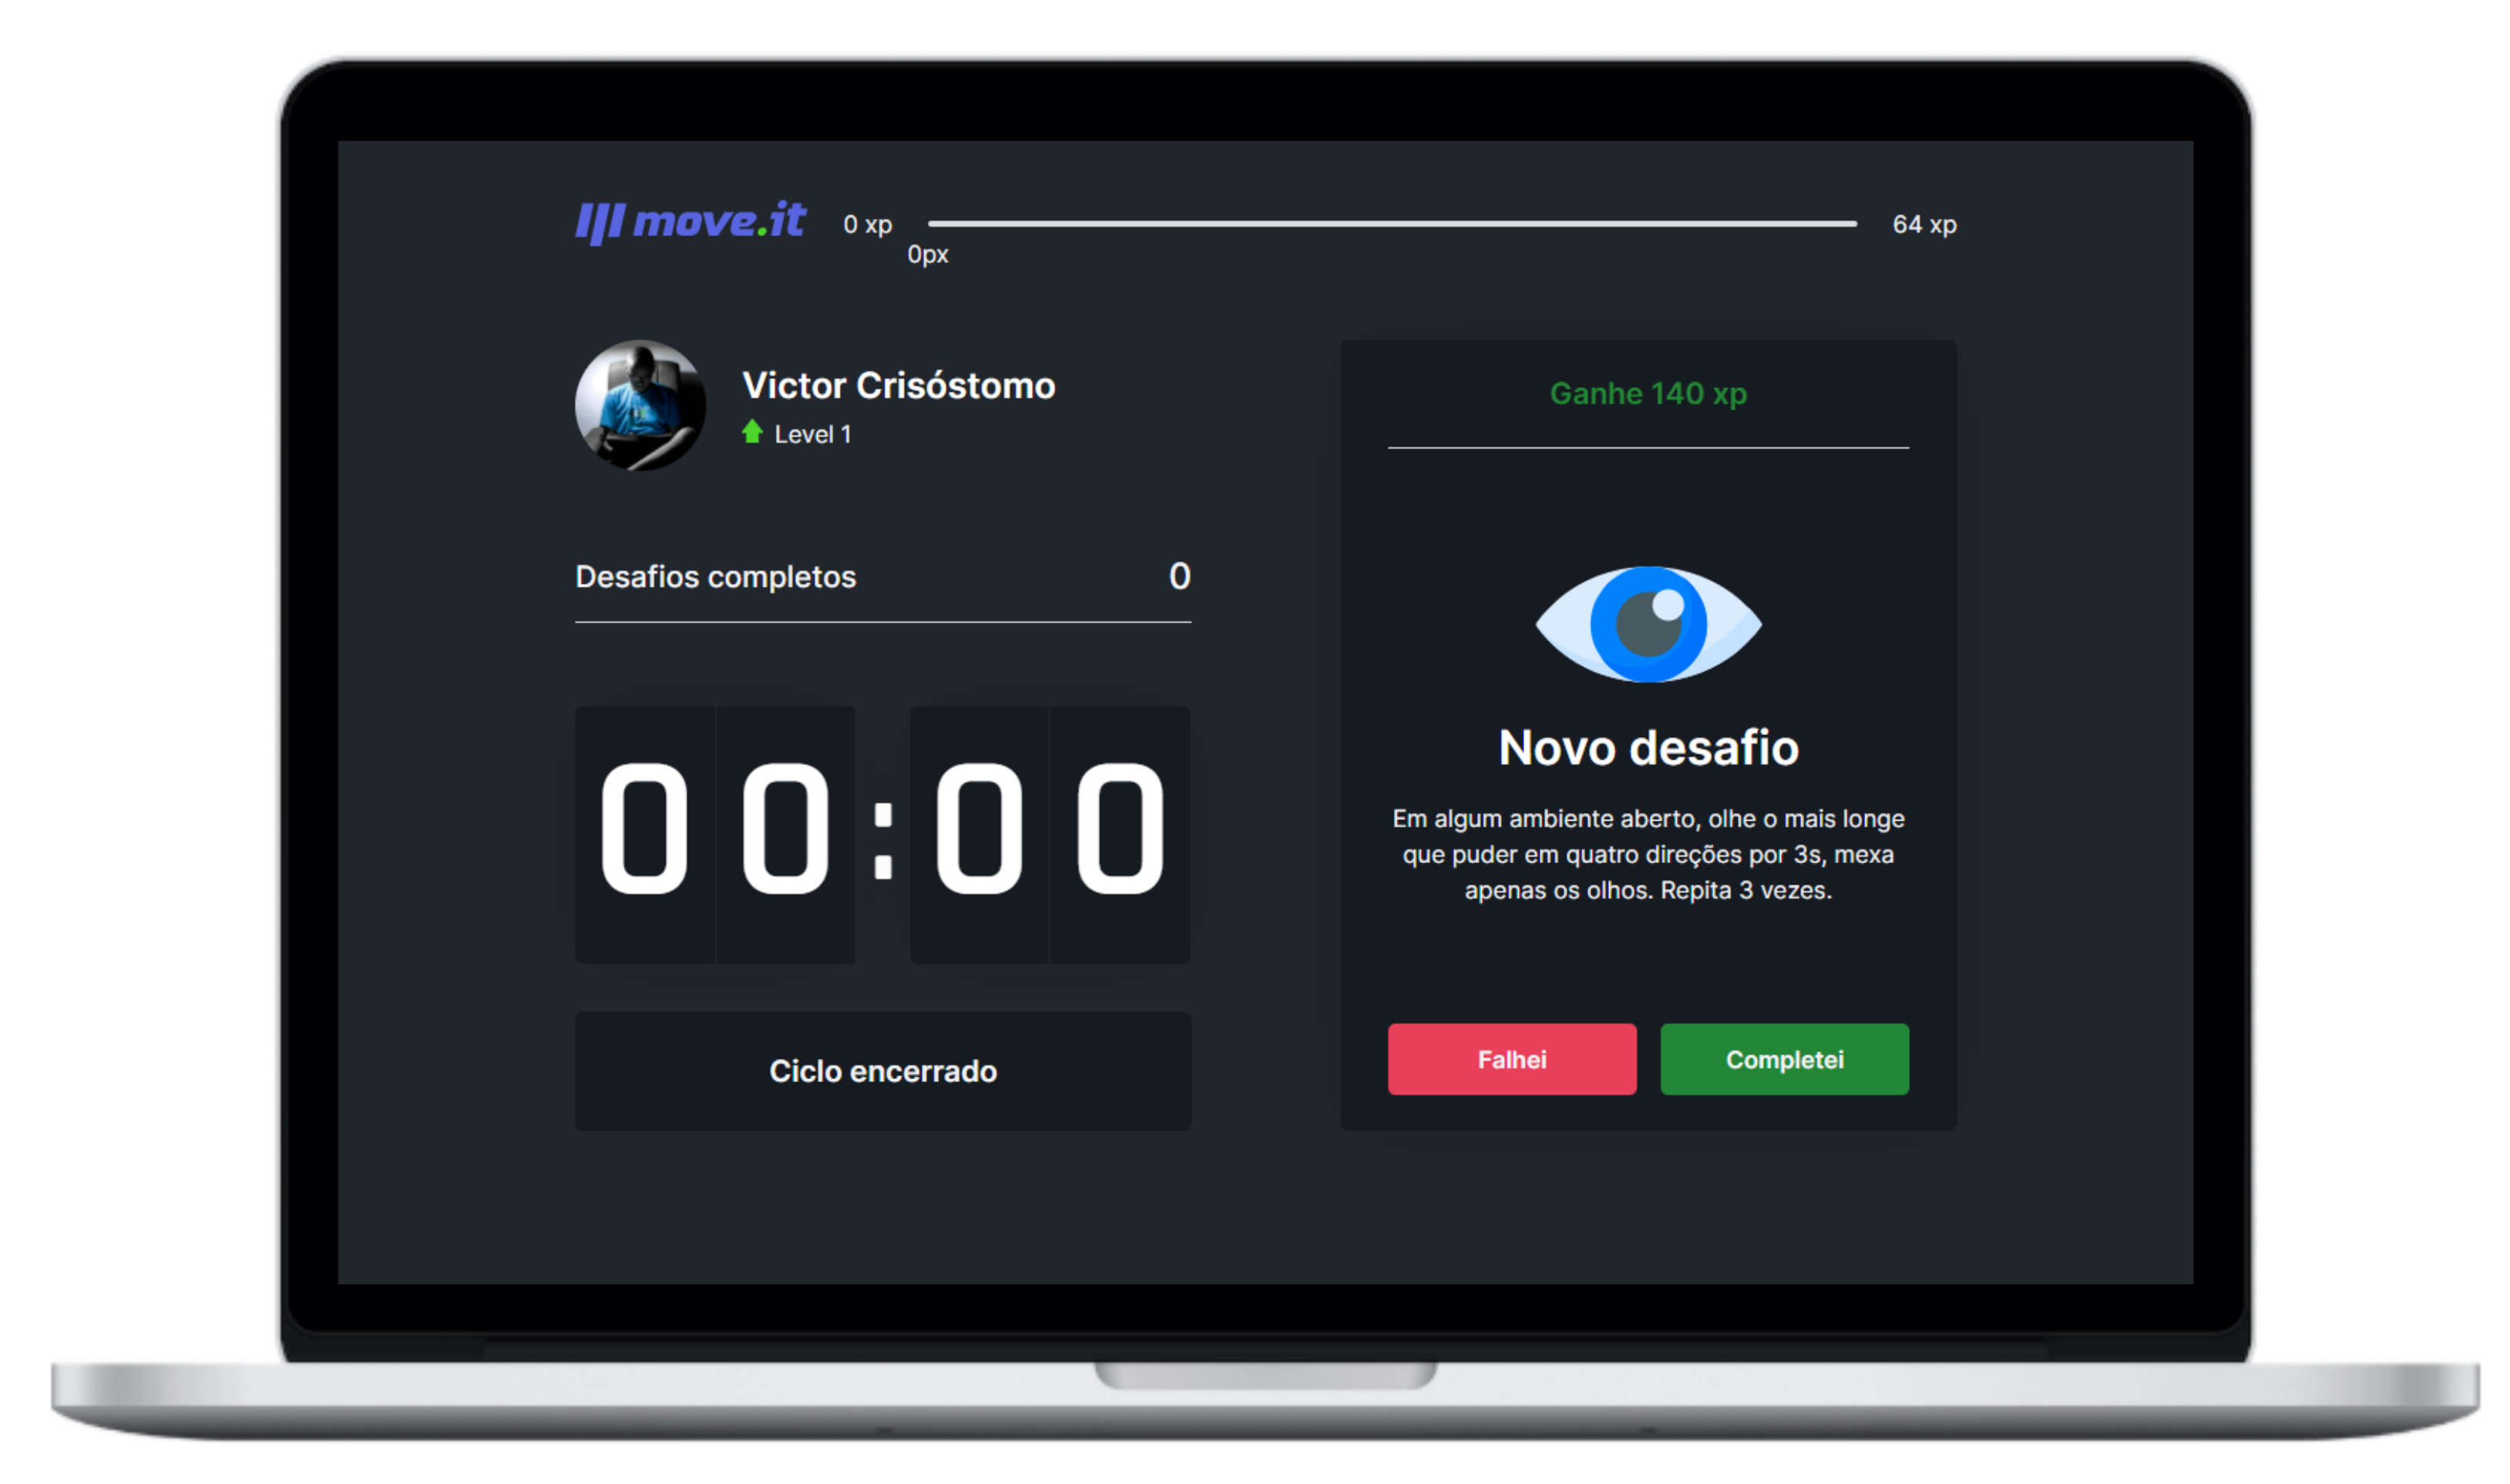 move.it
0 xp
64 xp
0px
Victor Crisóstomo
Level 1
Desafios completos
0
00:00
Ciclo encerrado
Ganhe 140 xp
Novo desafio
Em algum ambiente aberto, olhe o mais longe
que puder em quatro direções por 3s, mexa
apenas os olhos. Repita 3 vezes.
Falhei
Completei